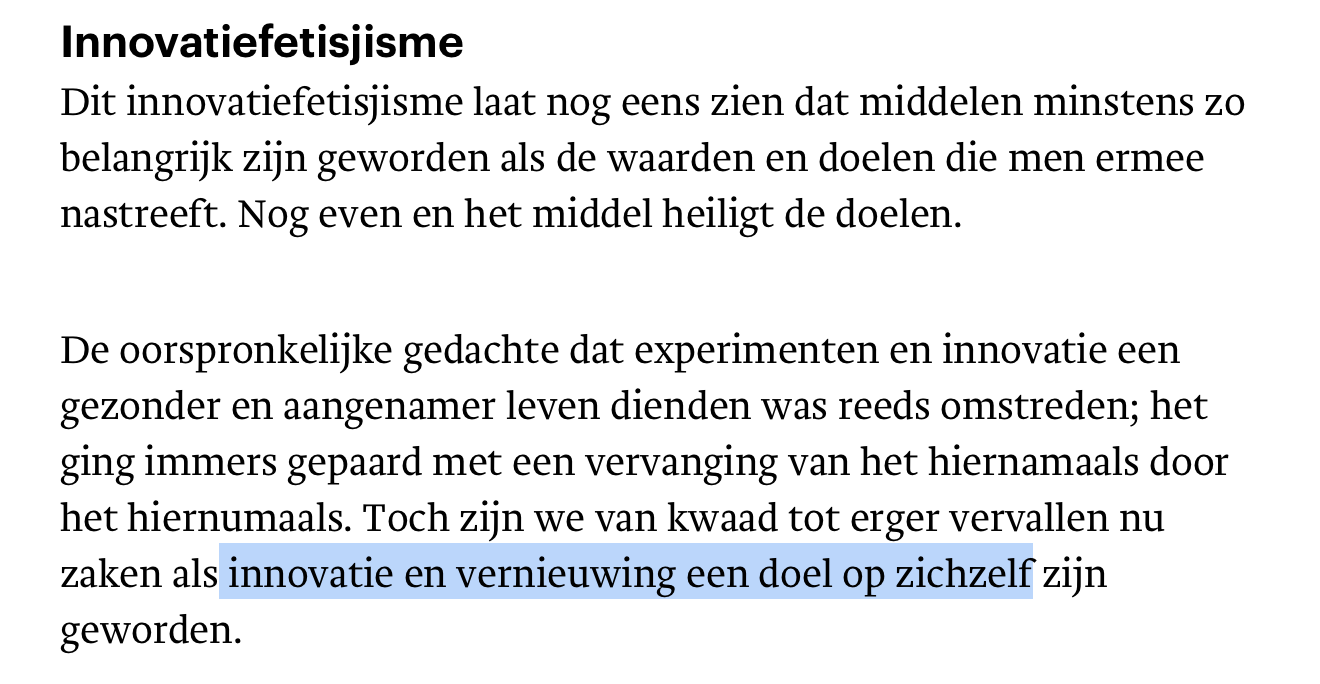 Innovatiefetisjisme
Dit innovatiefetisjisme laat nog eens zien dat middelen minstens zo
belangrijk zijn geworden als de waarden en doelen die men ermee
nastreeft. Nog even en het middel heiligt de doelen.
De oorspronkelijke gedachte dat experimenten en innovatie een
gezonder en aangenamer leven dienden was reeds omstreden; het
ging immers gepaard met een vervanging van het hiernamaals door
het hiernumaals. Toch zijn we van kwaad tot erger vervallen nu
zaken als innovatie en vernieuwing een doel op zichzelf zijn
geworden.